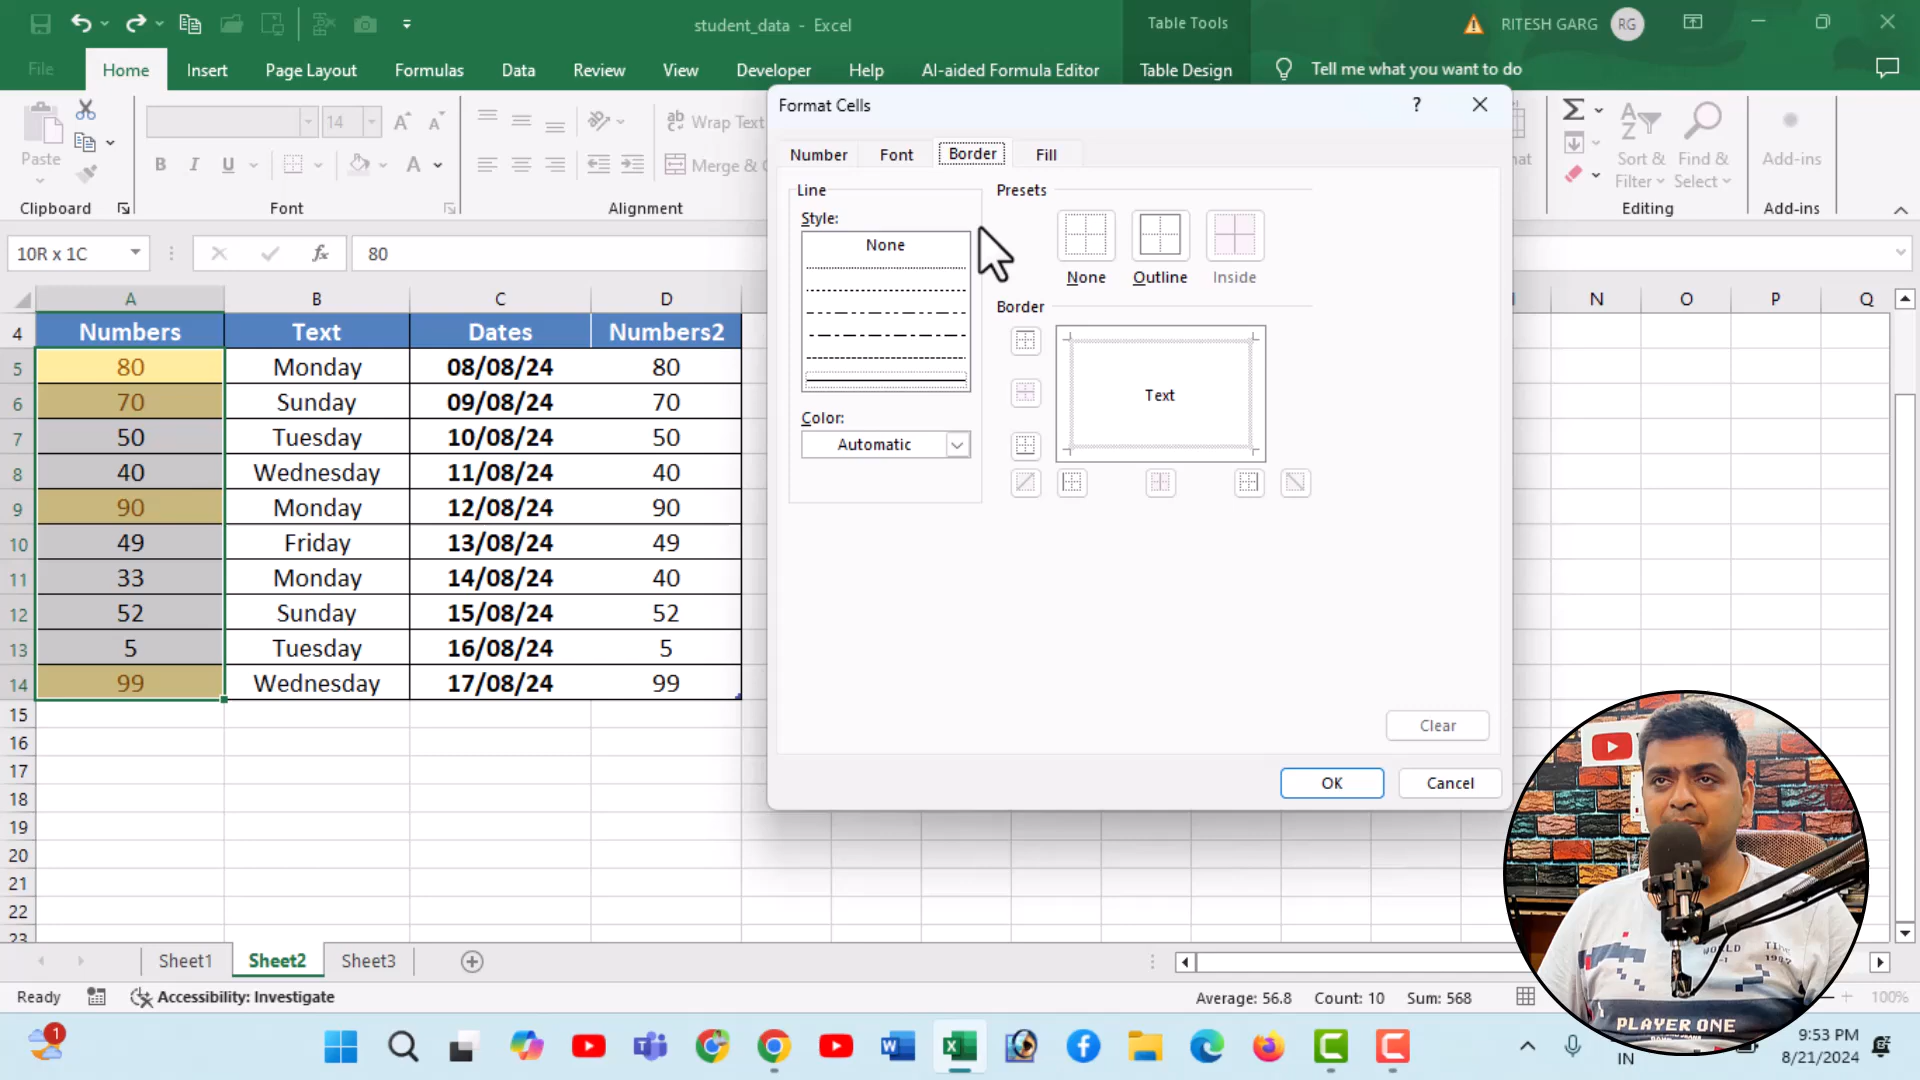 student_data - Excel
Table Tools
RITESH GARG
RG
File
Home
Insert
Page Layout
Formulas
Data
Review
View
Developer
Help
AI-aided Formula Editor
Table Design
Tell me what you want to do
Paste
14
B I U
A
ab Wrap Text
Merge &
Clipboard
Font
Alignment
Sort &
Filter
Find &
Select
Editing
Add-ins
Add-ins
10R x 1C
fx
80
A B C D N O P Q
4 Numbers Text Dates Numbers2
5 80 Monday 08/08/24 80
6 70 Sunday 09/08/24 70
7 50 Tuesday 10/08/24 50
8 40 Wednesday 11/08/24 40
9 90 Monday 12/08/24 90
10 49 Friday 13/08/24 49
11 33 Monday 14/08/24 40
12 52 Sunday 15/08/24 52
13 5 Tuesday 16/08/24 5
14 99 Wednesday 17/08/24 99
15
16
17
18
19
20
21
22
23
Format Cells
?
Number
Font
Border
Fill
Line
Style:
None
Color:
Automatic
Presets
None
Outline
Inside
Border
Text
Clear
OK
Cancel
Sheet1
Sheet2
Sheet3
Ready
Accessibility: Investigate
Average: 56.8
Count: 10
Sum: 568
100%
WORLD
TIME
1987
PLAYER ONE
1
IN
9:53 PM
8/21/2024